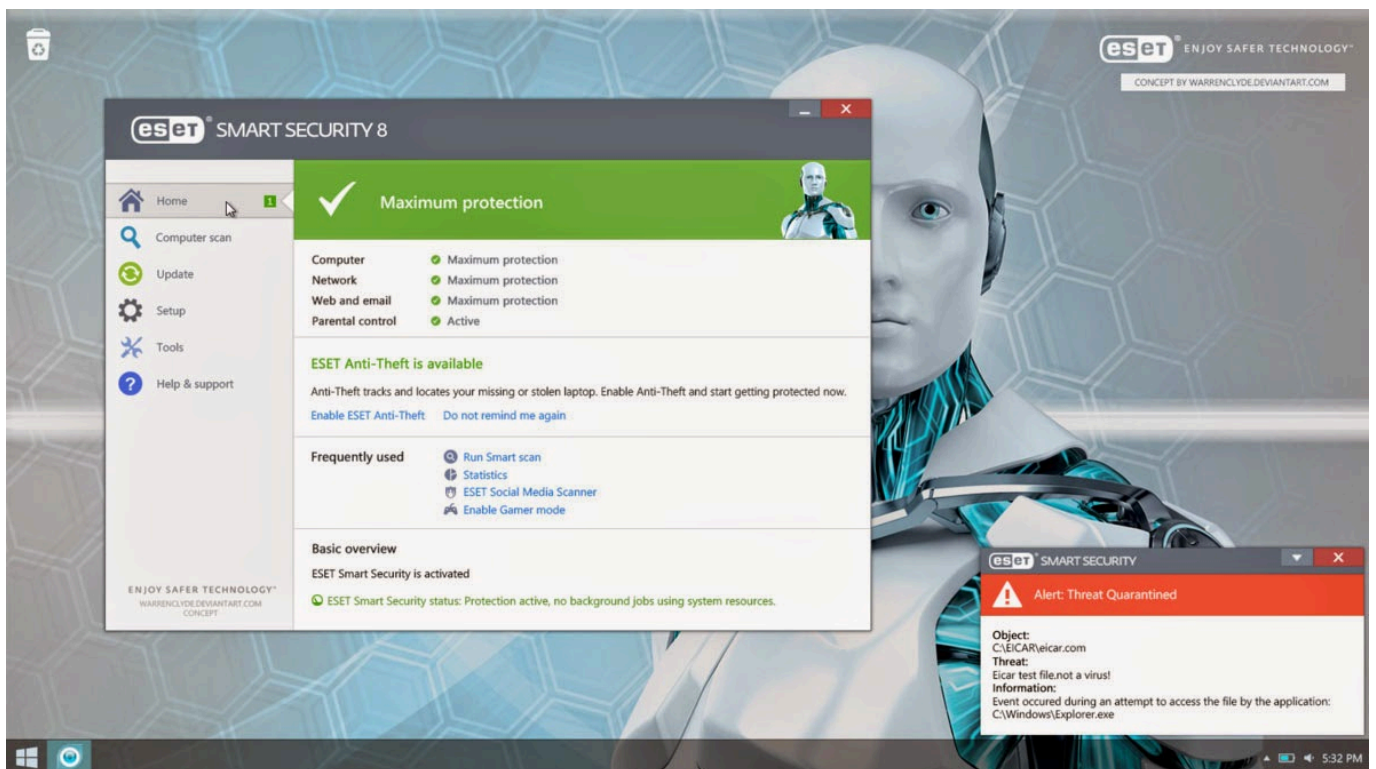 eset® ENJOY SAFER TECHNOLOGY™
CONCEPT BY WARRENCLYDE.DEVIANTART.COM
eset® SMART SECURITY 8
Home 1
Computer scan
Update
Setup
Tools
Help & support
ENJOY SAFER TECHNOLOGY™
WARRENCLYDE.DEVIANTART.COM
CONCEPT
Maximum protection
Computer Maximum protection
Network Maximum protection
Web and email Maximum protection
Parental control Active
ESET Anti-Theft is available
Anti-Theft tracks and locates your missing or stolen laptop. Enable Anti-Theft and start getting protected now.
Enable ESET Anti-Theft Do not remind me again
Frequently used Run Smart scan
Statistics
ESET Social Media Scanner
Enable Gamer mode
Basic overview
ESET Smart Security is activated
ESET Smart Security status: Protection active, no background jobs using system resources.
eset® SMART SECURITY
Alert: Threat Quarantined
Object:
C:\EICAR\eicar.com
Threat:
Eicar test file.not a virus!
Information:
Event occured during an attempt to access the file by the application:
C:\Windows\Explorer.exe
5:32 PM